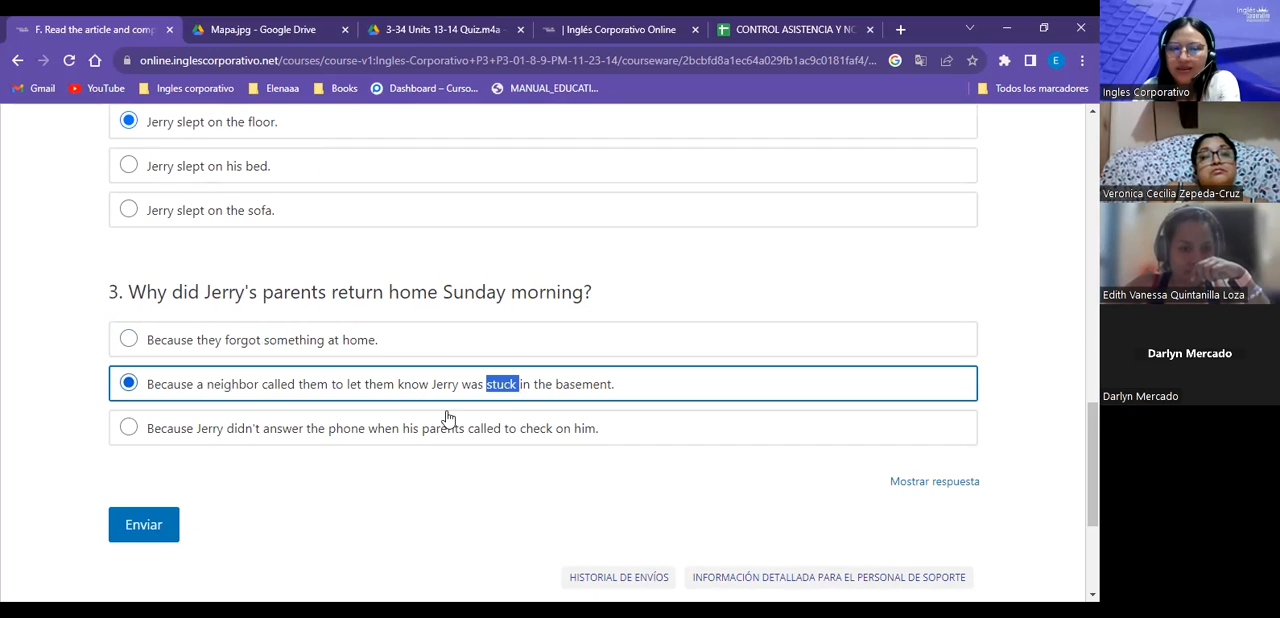 F. Read the article and comp
Mapa.jpg - Google Drive
3-34 Units 13-14 Quiz.m4a -
| Inglés Corporativo Online
CONTROL ASISTENCIA Y NO
online.inglescorporativo.net/courses/course-v1:Ingles-Corporativo+P3+P3-01-8-9-PM-11-23-14/courseware/2bcbfd8a1ec64a029fb1ac9c0181faf4/...
E
Gmail
YouTube
Ingles corporativo
Elenaaa
Books
Dashboard – Curso...
MANUAL_EDUCATI...
Todos los marcadores
Jerry slept on the floor.
Jerry slept on his bed.
Jerry slept on the sofa.
3. Why did Jerry's parents return home Sunday morning?
Because they forgot something at home.
Because a neighbor called them to let them know Jerry was stuck in the basement.
Because Jerry didn't answer the phone when his parents called to check on him.
Mostrar respuesta
Enviar
HISTORIAL DE ENVÍOS
INFORMACIÓN DETALLADA PARA EL PERSONAL DE SOPORTE
Ingles Corporativo
Veronica Cecilia Zepeda-Cruz
Edith Vanessa Quintanilla Loza
Darlyn Mercado
Darlyn Mercado